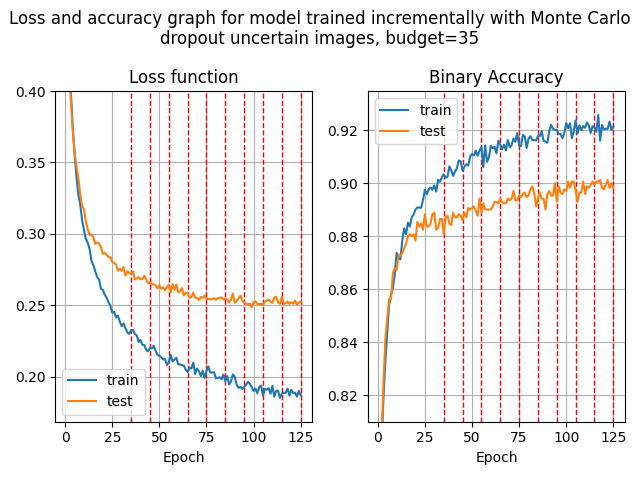 Loss and accuracy graph for model trained incrementally with Monte Carlo
dropout uncertain images, budget=35
Loss function
0.40
0.35
0.30
0.25
0.20
train
test
0 25 50 75 100 125
Epoch
Binary Accuracy
train
test
0.92
0.90
0.88
0.86
0.84
0.82
0 25 50 75 100 125
Epoch